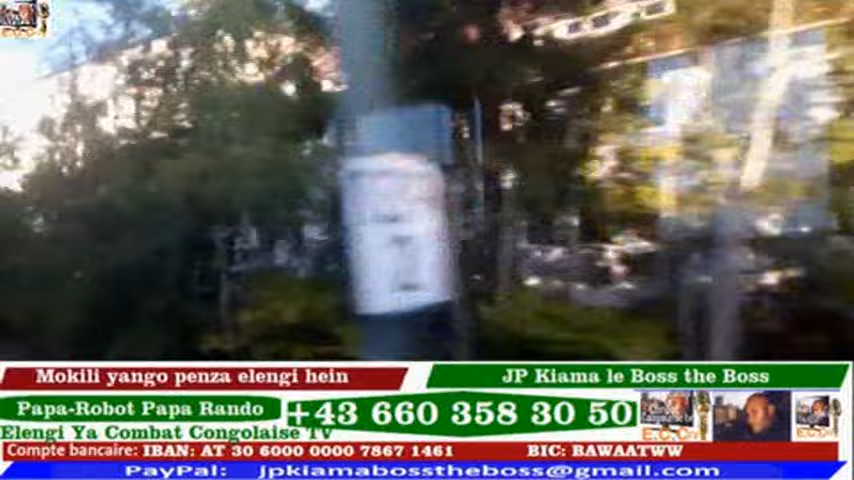 Mokili yango penza elengi hein
JP Kiama le Boss the Boss
Papa-Robot Papa Rando
+43 660 358 30 50
Elengi Ya Combat Congolaise TV
Compte bancaire: IBAN: AT 30 6000 0000 7867 1461 BIC: BAWAATWW
PayPal: jpkiamabosstheboss@gmail.com